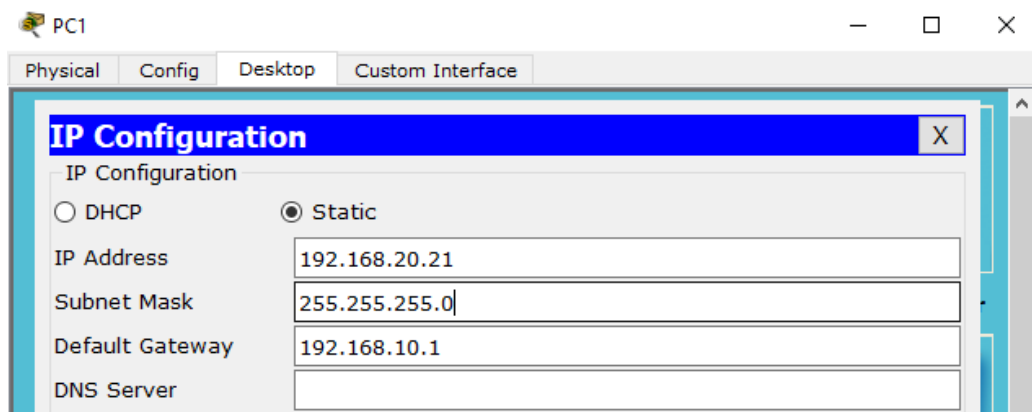 PC1
Physical Config Desktop Custom Interface
IP Configuration X
IP Configuration
DHCP Static
IP Address 192.168.20.21
Subnet Mask 255.255.255.0
Default Gateway 192.168.10.1
DNS Server